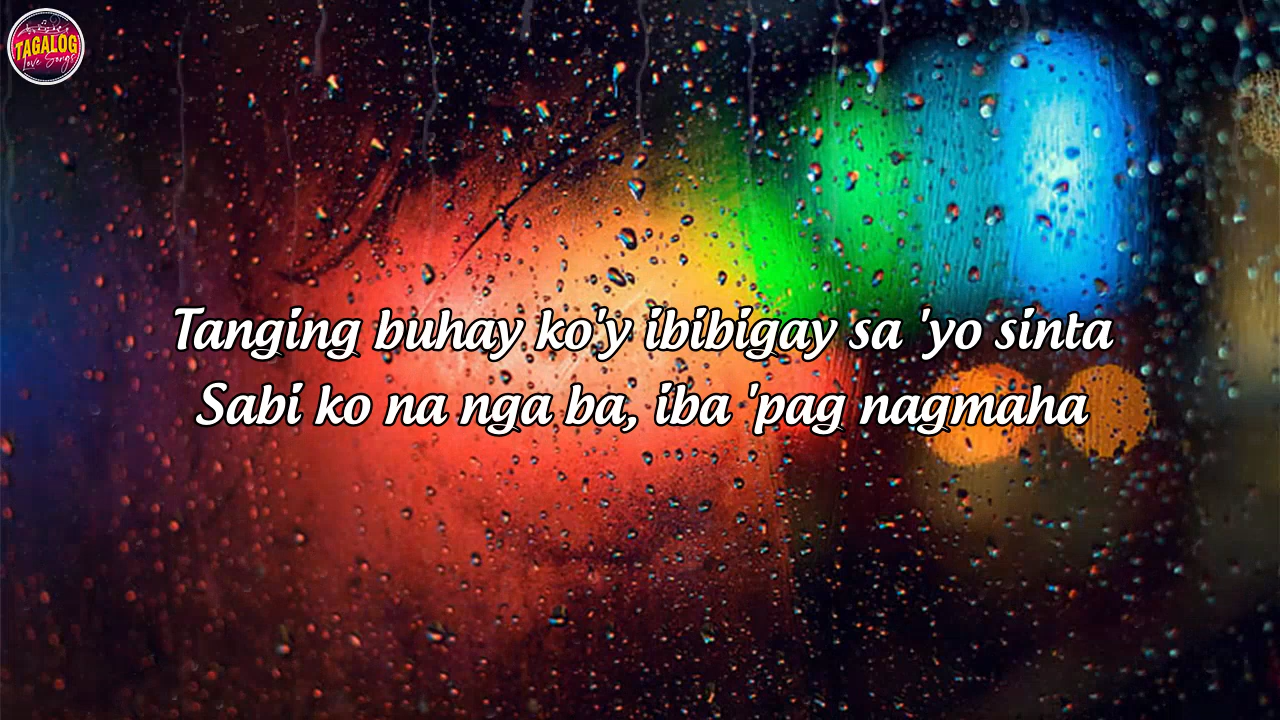 TAGALOG
Love Songs
Tanging buhay ko'y ibibigay sa 'yo sinta
Sabi ko na nga ba, iba 'pag nagmaha